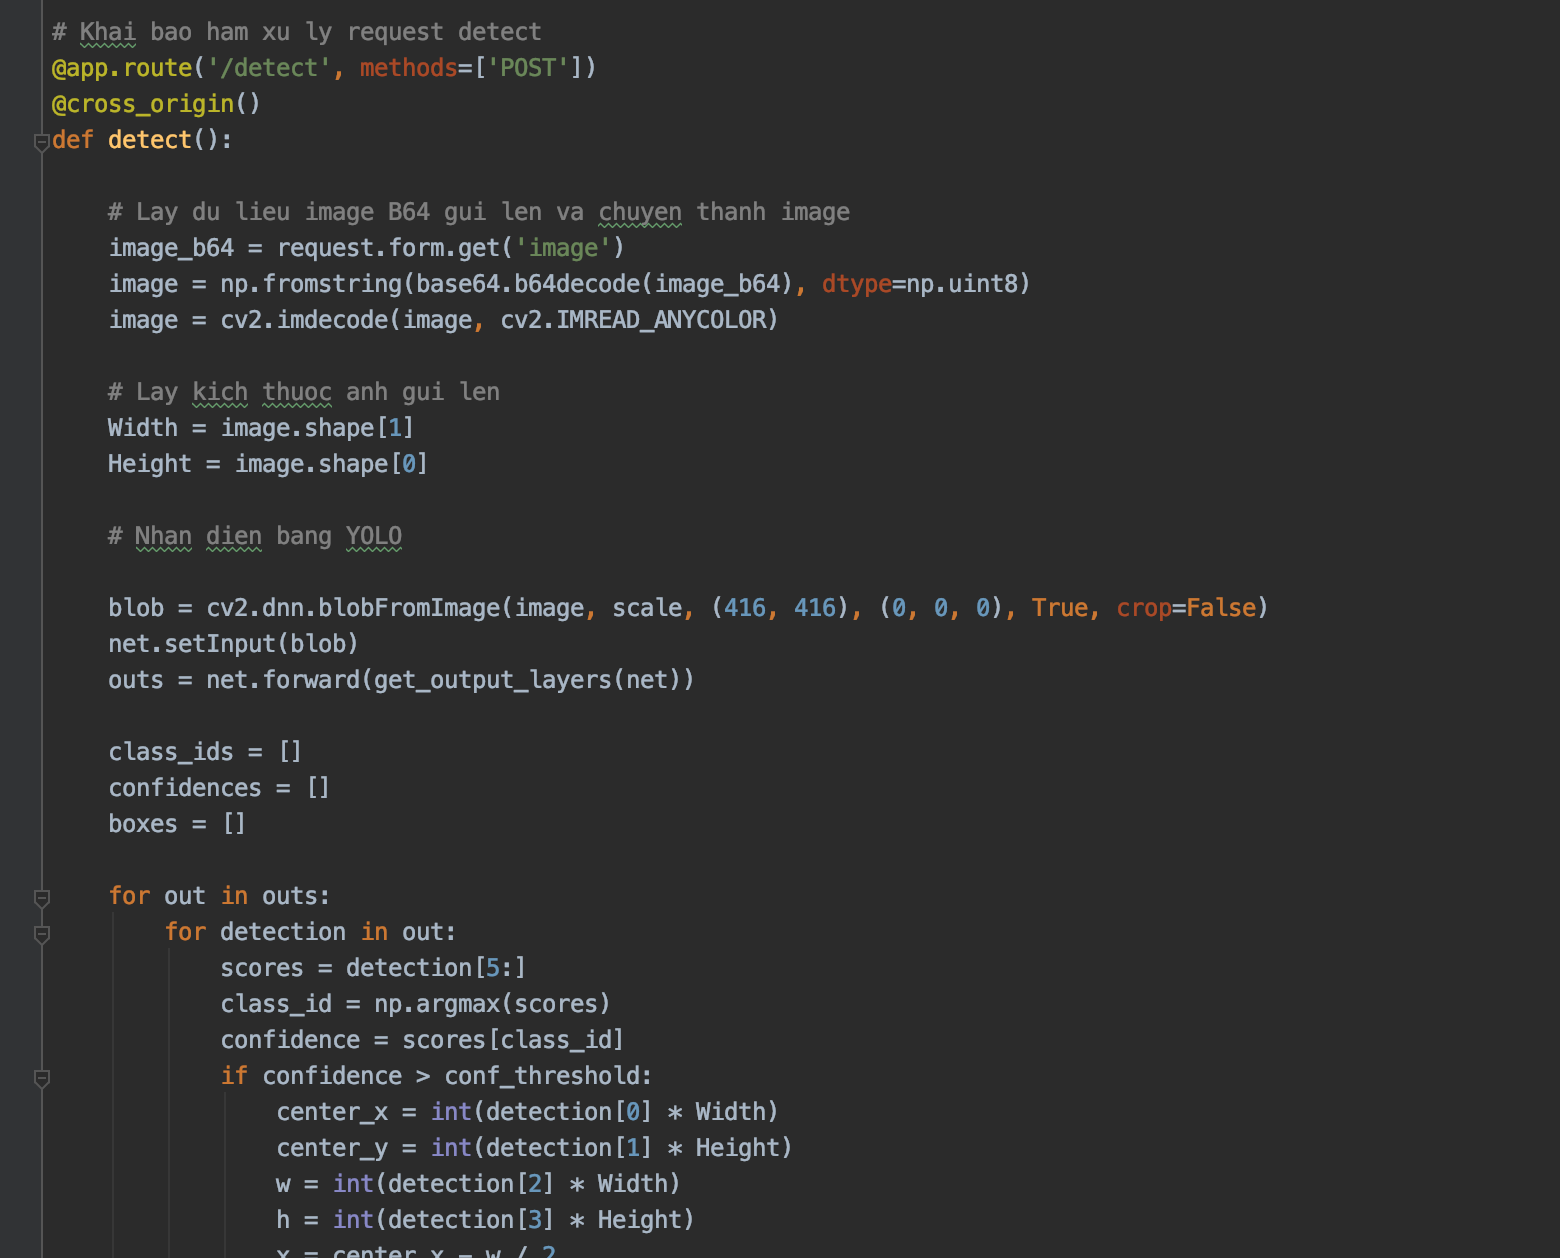 # Khai bao ham xu ly request detect
@app.route('/detect', methods=['POST'])
@cross_origin()
def detect():
# Lay du lieu image B64 gui len va chuyen thanh image
image_b64 = request.form.get('image')
image = np.fromstring(base64.b64decode(image_b64), dtype=np.uint8)
image = cv2.imdecode(image, cv2.IMREAD_ANYCOLOR)
# Lay kich thuoc anh gui len
Width = image.shape[1]
Height = image.shape[0]
# Nhan dien bang YOLO
blob = cv2.dnn.blobFromImage(image, scale, (416, 416), (0, 0, 0), True, crop=False)
net.setInput(blob)
outs = net.forward(get_output_layers(net))
class_ids = []
confidences = []
boxes = []
for out in outs:
for detection in out:
scores = detection[5:]
class_id = np.argmax(scores)
confidence = scores[class_id]
if confidence > conf_threshold:
center_x = int(detection[0] * Width)
center_y = int(detection[1] * Height)
w = int(detection[2] * Width)
h = int(detection[3] * Height)
x = center_x - w / 2